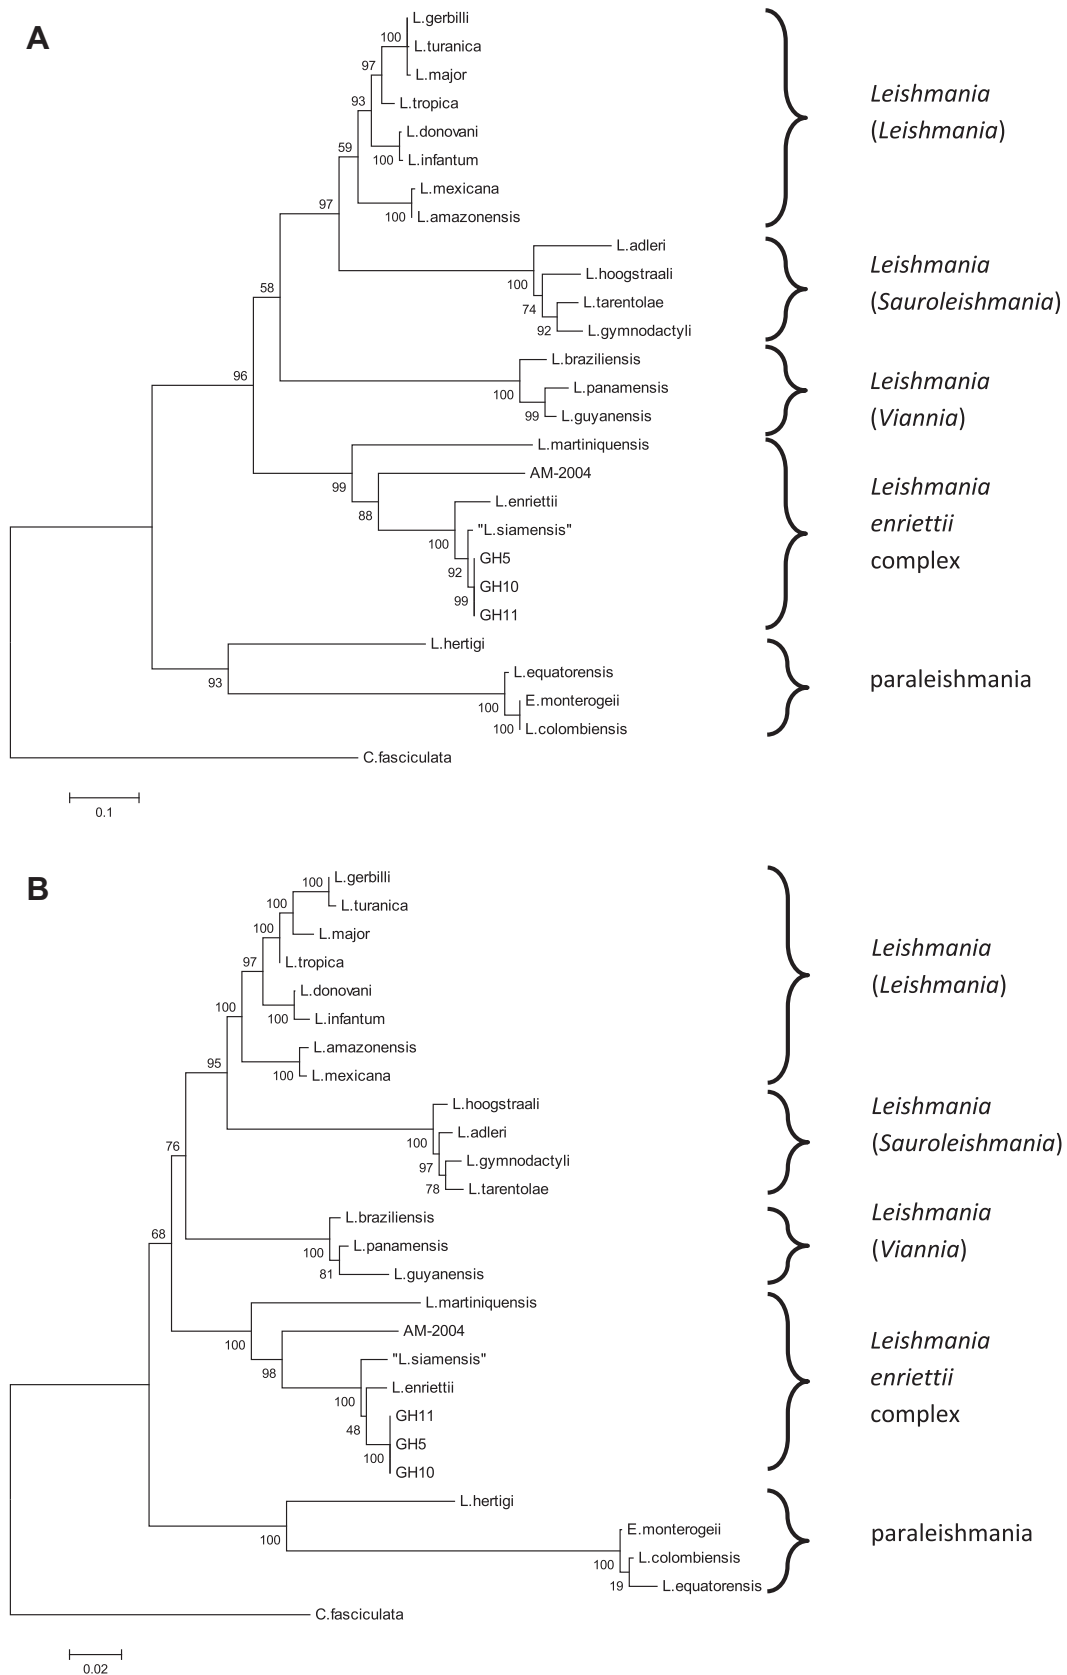 A
L.gerbilli
100
L.turanica
97
L.major
93
L.tropica
L.donovani
59
100
L.infantum
L.mexicana
97
100
L.amazonensis
Leishmania
(Leishmania)
L.adleri
L.hoogstraali
100
74
L.tarentolae
92
L.gymnodactyli
Leishmania
(Sauroleishmania)
58
L.braziliensis
100
L.panamensis
99
L.guyanensis
Leishmania
(Viannia)
96
L.martiniquensis
99
AM-2004
88
L.enriettii
100
"L.siamensis"
92
GH5
GH10
99
GH11
Leishmania
enriettii
complex
L.hertigi
93
L.equatorensis
100
E.monterogeii
100
L.colombiensis
paraleishmania
C.fasciculata
0.1
B
L.gerbilli
100
L.turanica
100
L.major
100
L.tropica
97
L.donovani
100
100
L.infantum
L.amazonensis
95
100
L.mexicana
Leishmania
(Leishmania)
L.hoogstraali
100
L.adleri
97
L.gymnodactyli
78
L.tarentolae
Leishmania
(Sauroleishmania)
76
L.braziliensis
100
L.panamensis
81
L.guyanensis
Leishmania
(Viannia)
68
L.martiniquensis
100
AM-2004
98
"L.siamensis"
100
L.enriettii
48
GH11
GH5
100
GH10
Leishmania
enriettii
complex
L.hertigi
100
E.monterogeii
100
L.colombiensis
19
L.equatorensis
paraleishmania
C.fasciculata
0.02